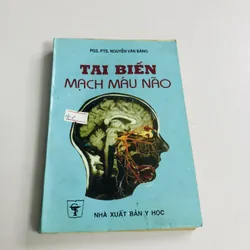 PGS. PTS. NGUYỄN VĂN ĐĂNG
TAI BIẾN
MẠCH MÁU NÃO
NHÀ XUẤT BẢN Y HỌC